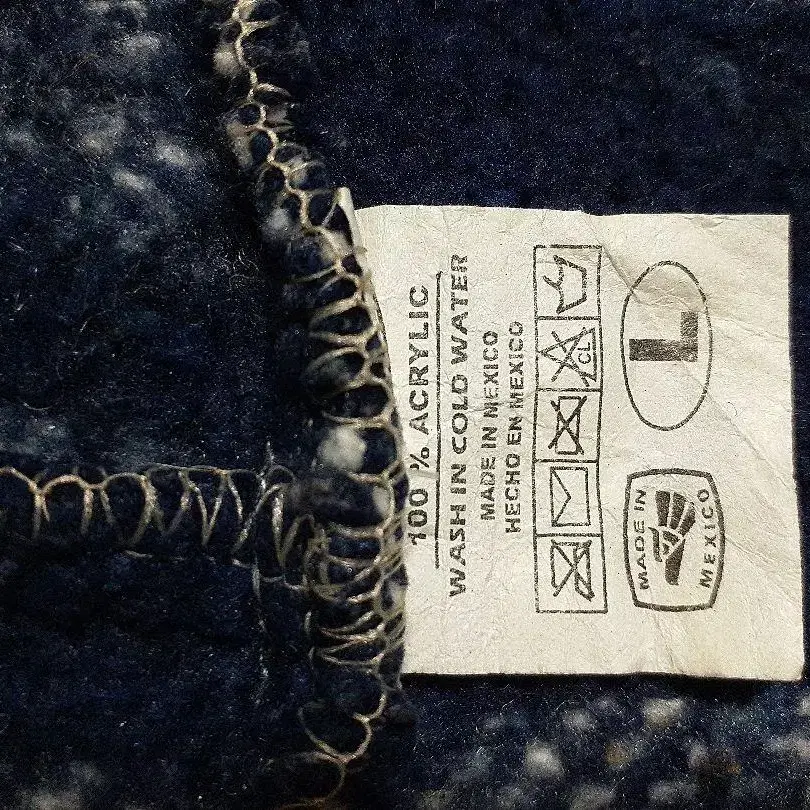 100 % ACRYLIC
WASH IN COLD WATER
MADE IN MEXICO
HECHO EN MEXICO
CL
L
MADE IN
MEXICO